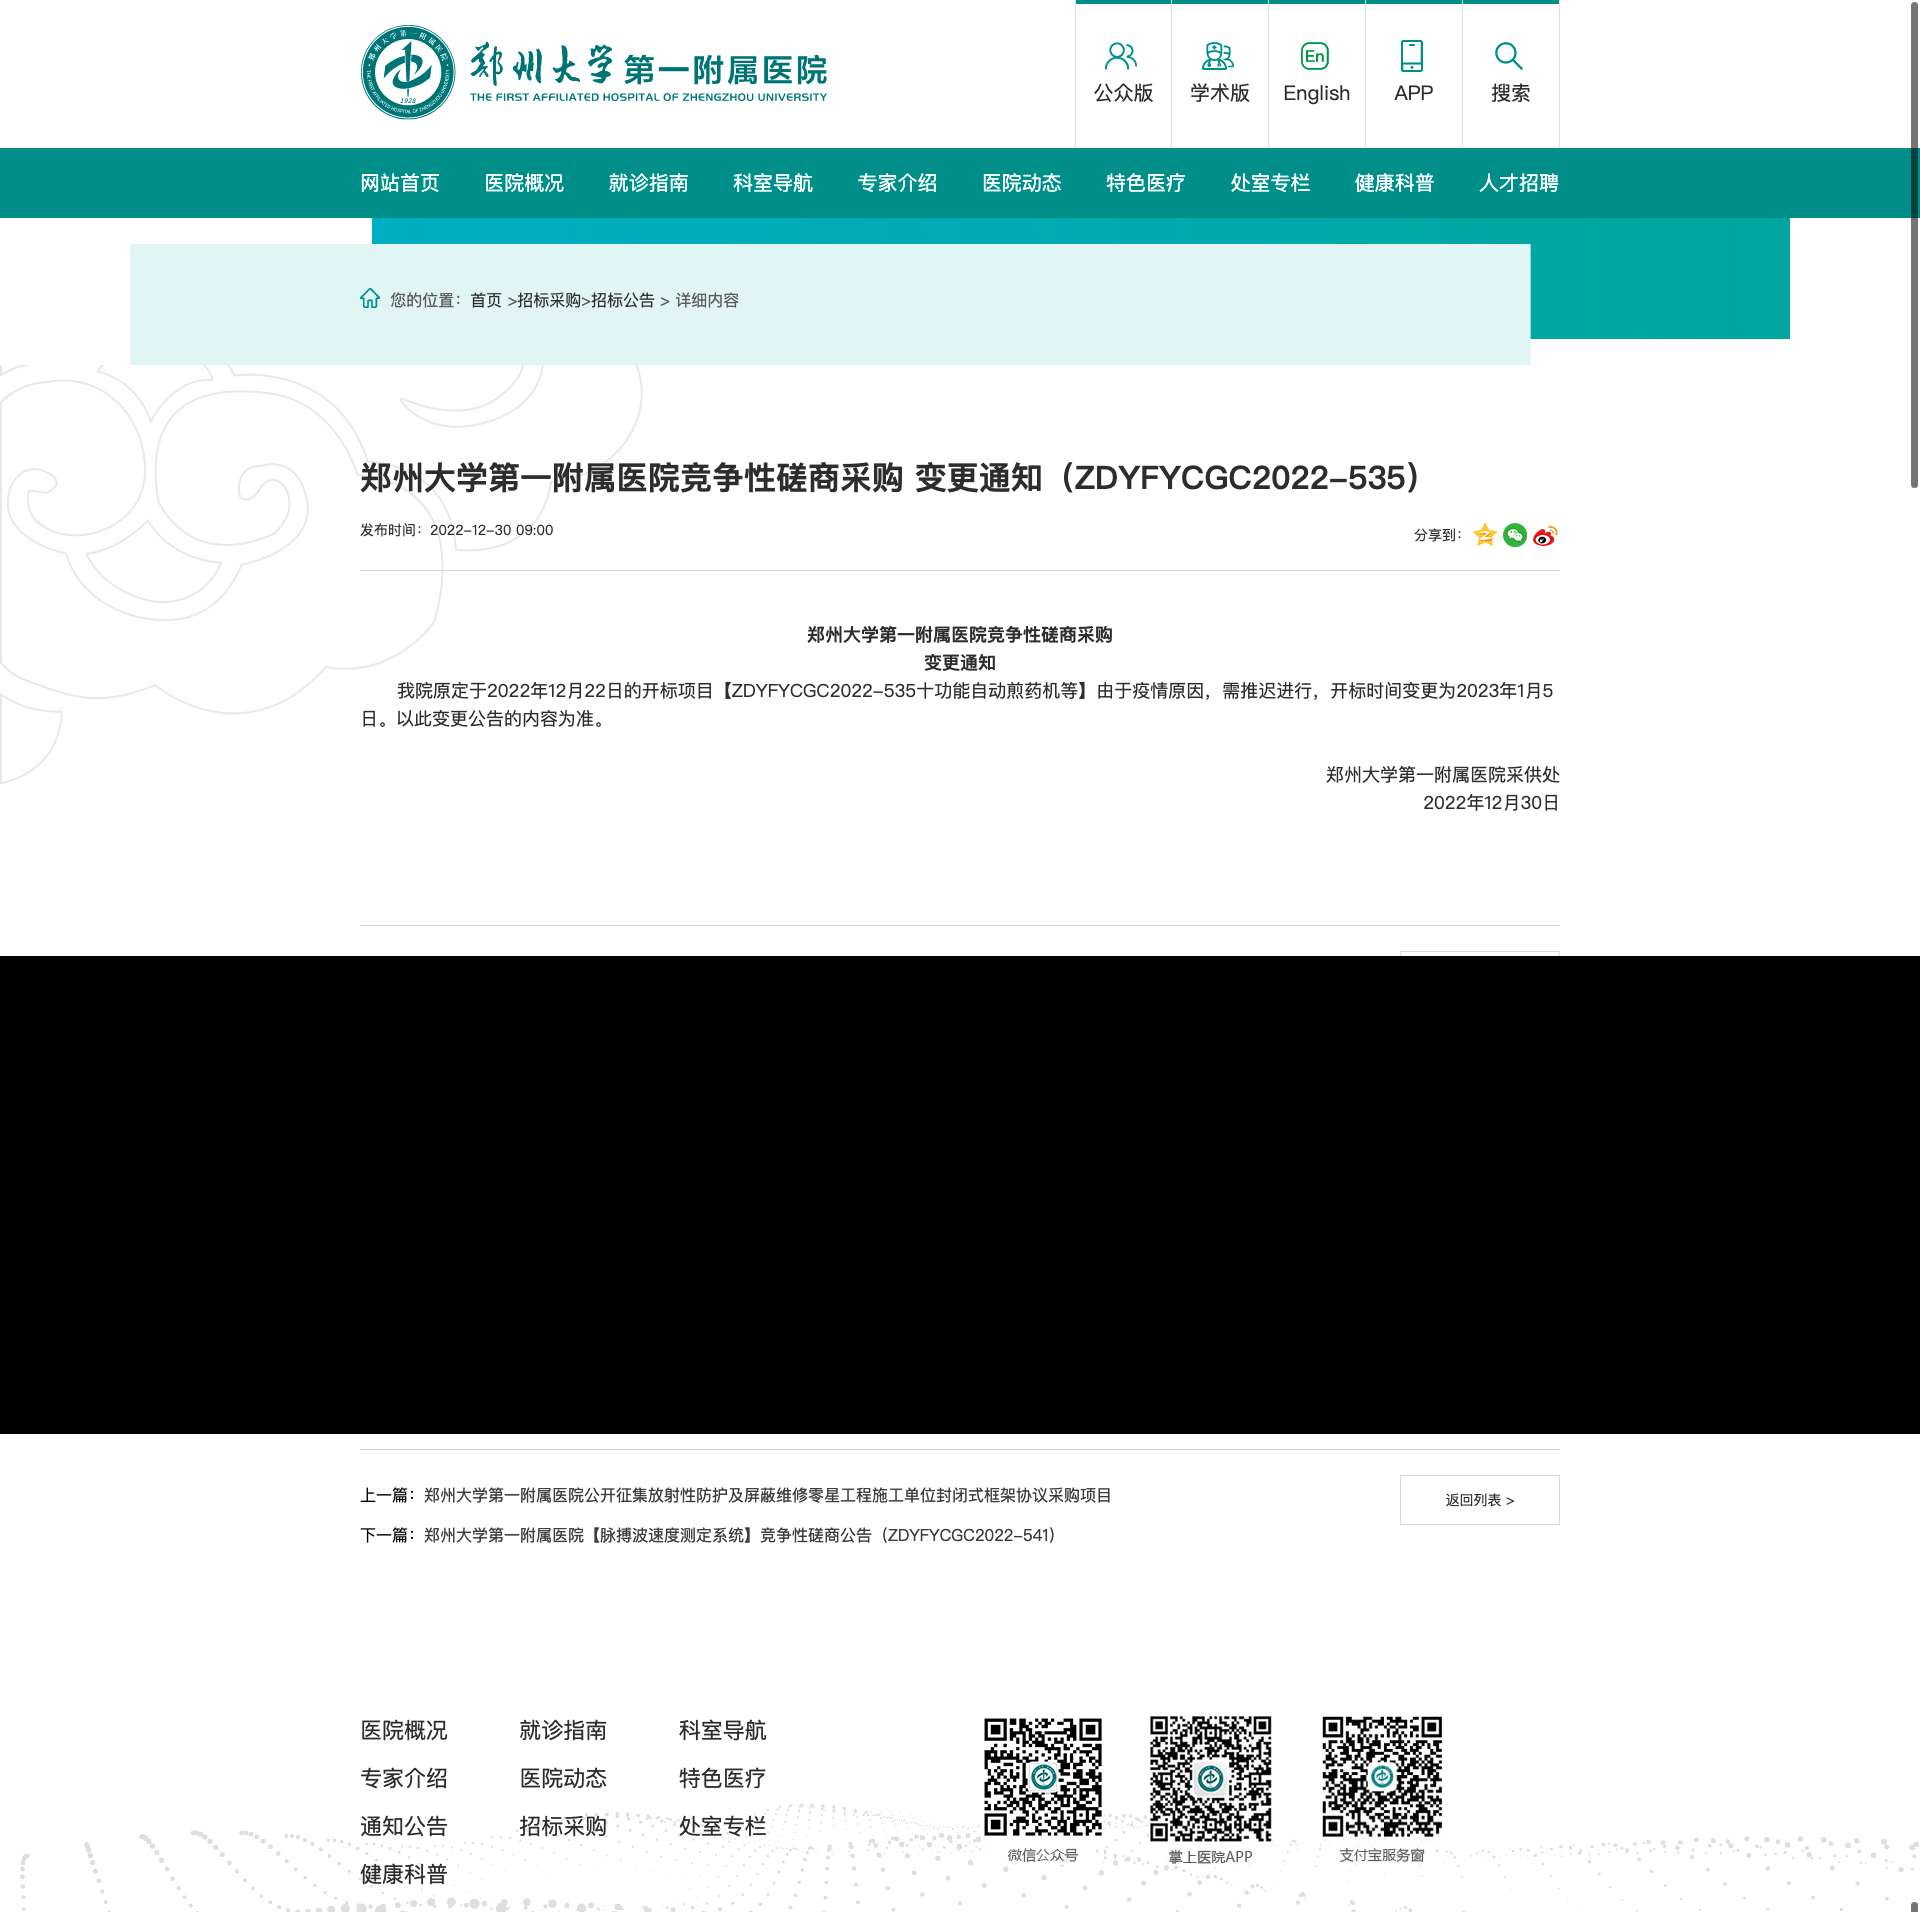 郑州大学第一附属医院
THE FIRST AFFILIATED HOSPITAL OF ZHENGZHOU UNIVERSITY
1928
公众版
学术版
En
English
APP
搜索
网站首页 医院概况 就诊指南 科室导航 专家介绍 医院动态 特色医疗 处室专栏 健康科普 人才招聘
您的位置：首页 >招标采购>招标公告 > 详细内容
郑州大学第一附属医院竞争性磋商采购 变更通知（ZDYFYCGC2022-535）
发布时间：2022-12-30 09:00
分享到：
郑州大学第一附属医院竞争性磋商采购
变更通知
我院原定于2022年12月22日的开标项目【ZDYFYCGC2022-535十功能自动煎药机等】由于疫情原因，需推迟进行，开标时间变更为2023年1月5
日。以此变更公告的内容为准。
郑州大学第一附属医院采供处
2022年12月30日
上一篇：郑州大学第一附属医院公开征集放射性防护及屏蔽维修零星工程施工单位封闭式框架协议采购项目
返回列表 >
下一篇：郑州大学第一附属医院【脉搏波速度测定系统】竞争性磋商公告（ZDYFYCGC2022-541）
医院概况 就诊指南 科室导航
专家介绍 医院动态 特色医疗
通知公告 招标采购 处室专栏
健康科普
微信公众号
掌上医院APP
支付宝服务窗